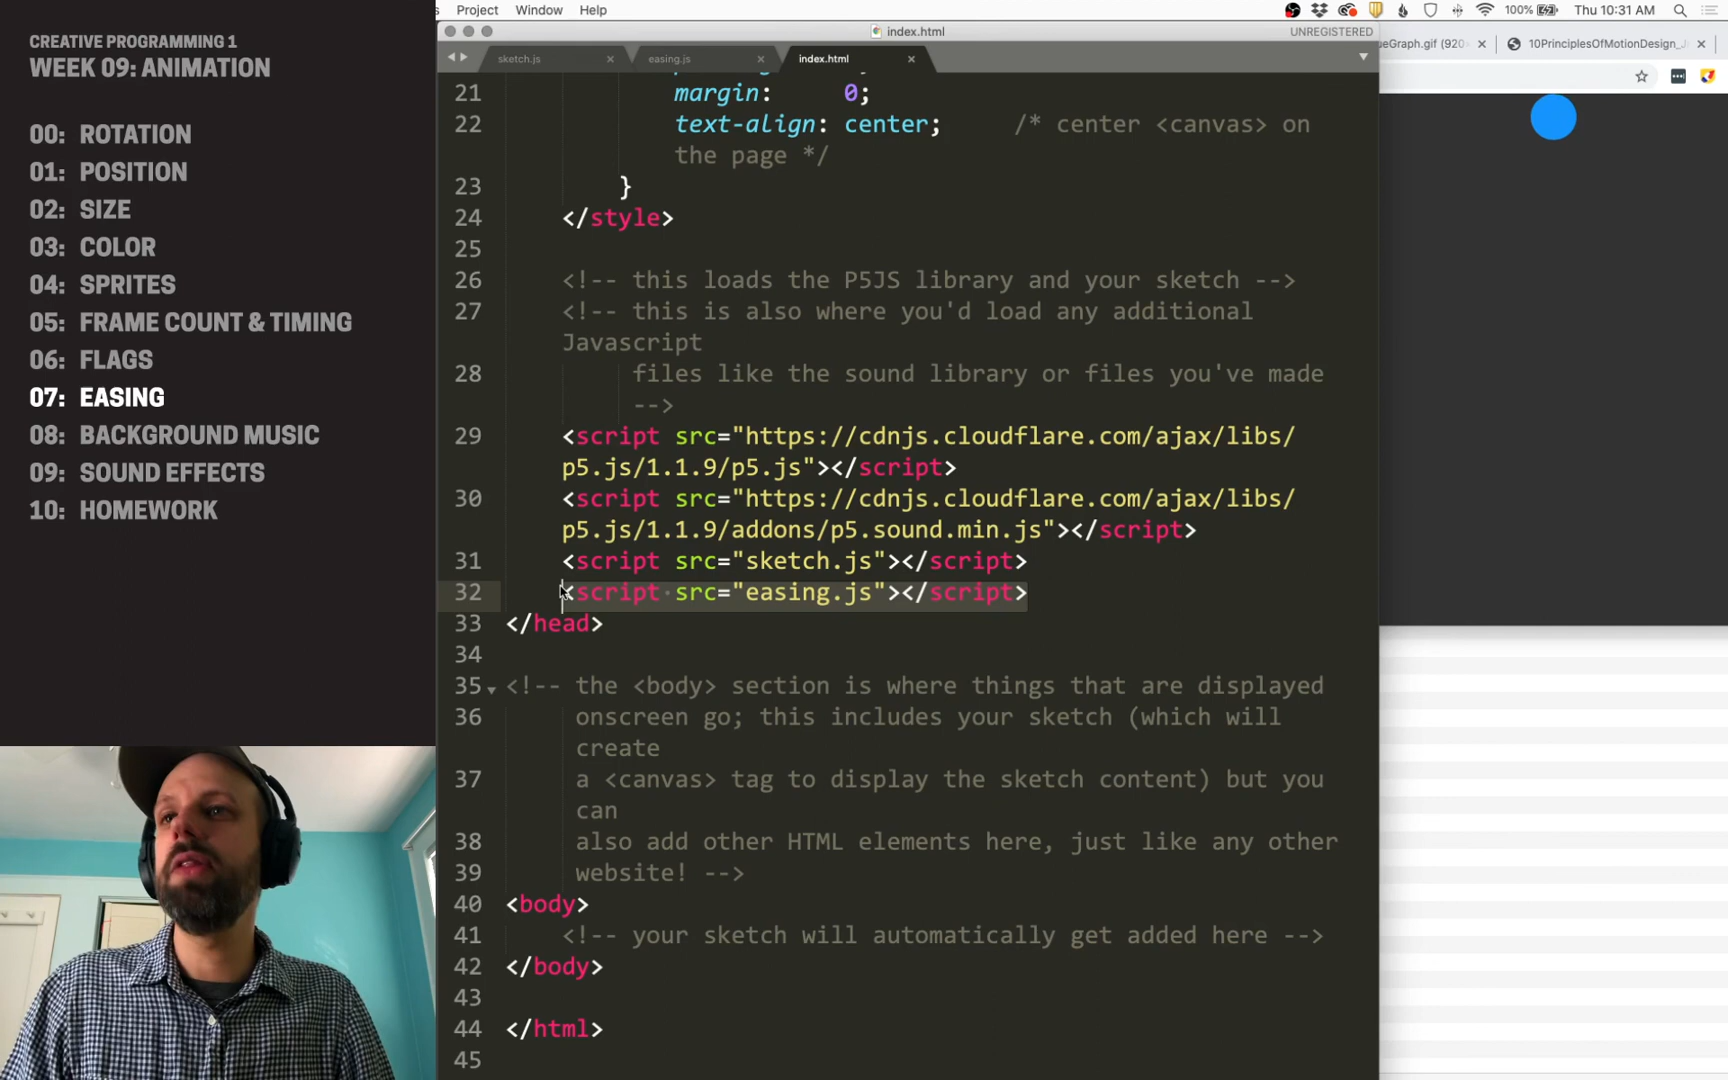 Project Window Help
100% Thu 10:31 AM
CREATIVE PROGRAMMING 1
WEEK 09: ANIMATION
00: ROTATION
01: POSITION
02: SIZE
03: COLOR
04: SPRITES
05: FRAME COUNT & TIMING
06: FLAGS
07: EASING
08: BACKGROUND MUSIC
09: SOUND EFFECTS
10: HOMEWORK
index.html
UNREGISTERED
sketch.js
easing.js
index.html
ueGraph.gif (920
10PrinciplesOfMotionDesign_J
21 margin: 0;
22 text-align: center; /* center <canvas> on
the page */
23 }
24 </style>
25
26 <!-- this loads the P5JS library and your sketch -->
27 <!-- this is also where you'd load any additional
Javascript
28 files like the sound library or files you've made
-->
29 <script src="https://cdnjs.cloudflare.com/ajax/libs/
p5.js/1.1.9/p5.js"></script>
30 <script src="https://cdnjs.cloudflare.com/ajax/libs/
p5.js/1.1.9/addons/p5.sound.min.js"></script>
31 <script src="sketch.js"></script>
32 <script src="easing.js"></script>
33 </head>
34
35 <!-- the <body> section is where things that are displayed
36 onscreen go; this includes your sketch (which will
create
37 a <canvas> tag to display the sketch content) but you
can
38 also add other HTML elements here, just like any other
39 website! -->
40 <body>
41 <!-- your sketch will automatically get added here -->
42 </body>
43
44 </html>
45